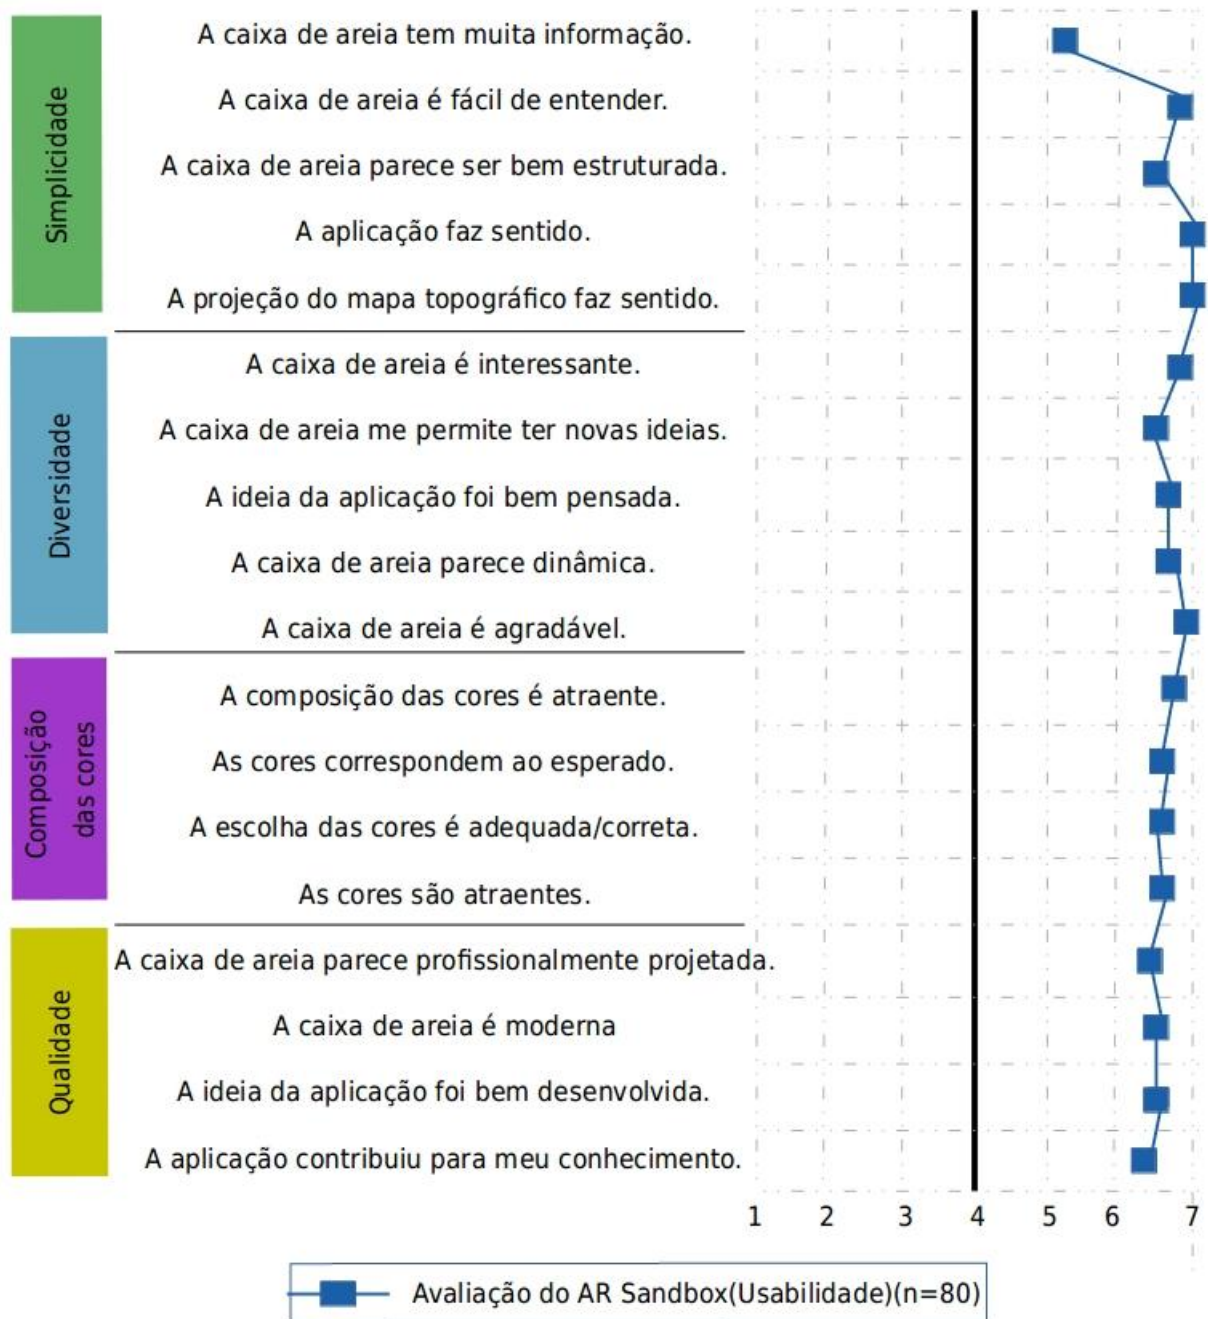 Simplicidade
A caixa de areia tem muita informação.
A caixa de areia é fácil de entender.
A caixa de areia parece ser bem estruturada.
A aplicação faz sentido.
A projeção do mapa topográfico faz sentido.
Diversidade
A caixa de areia é interessante.
A caixa de areia me permite ter novas ideias.
A ideia da aplicação foi bem pensada.
A caixa de areia parece dinâmica.
A caixa de areia é agradável.
Composição
das cores
A composição das cores é atraente.
As cores correspondem ao esperado.
A escolha das cores é adequada/correta.
As cores são atraentes.
Qualidade
A caixa de areia parece profissionalmente projetada.
A caixa de areia é moderna
A ideia da aplicação foi bem desenvolvida.
A aplicação contribuiu para meu conhecimento.
1 2 3 4 5 6 7
Avaliação do AR Sandbox(Usabilidade)(n=80)